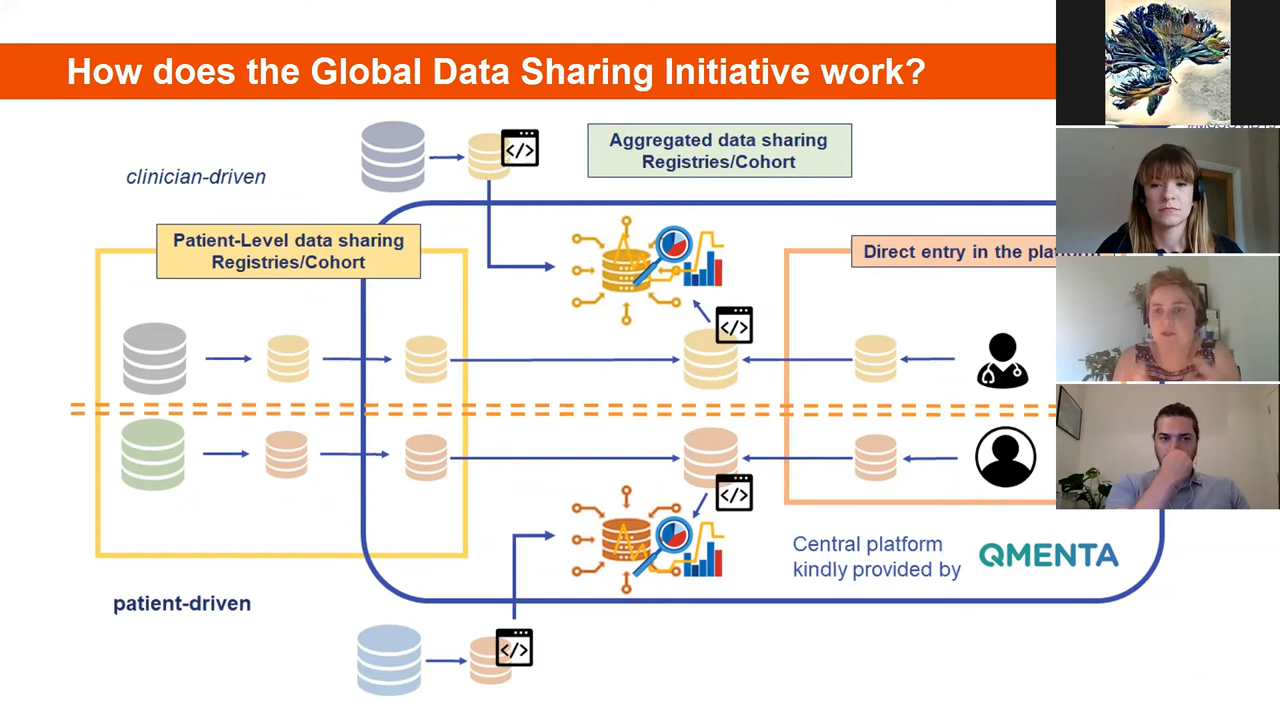 How does the Global Data Sharing Initiative work?
clinician-driven
</>
Aggregated data sharing
Registries/Cohort
Patient-Level data sharing
Registries/Cohort
Direct entry in the platform
</>
</>
Central platform
kindly provided by
QMENTA
patient-driven
</>